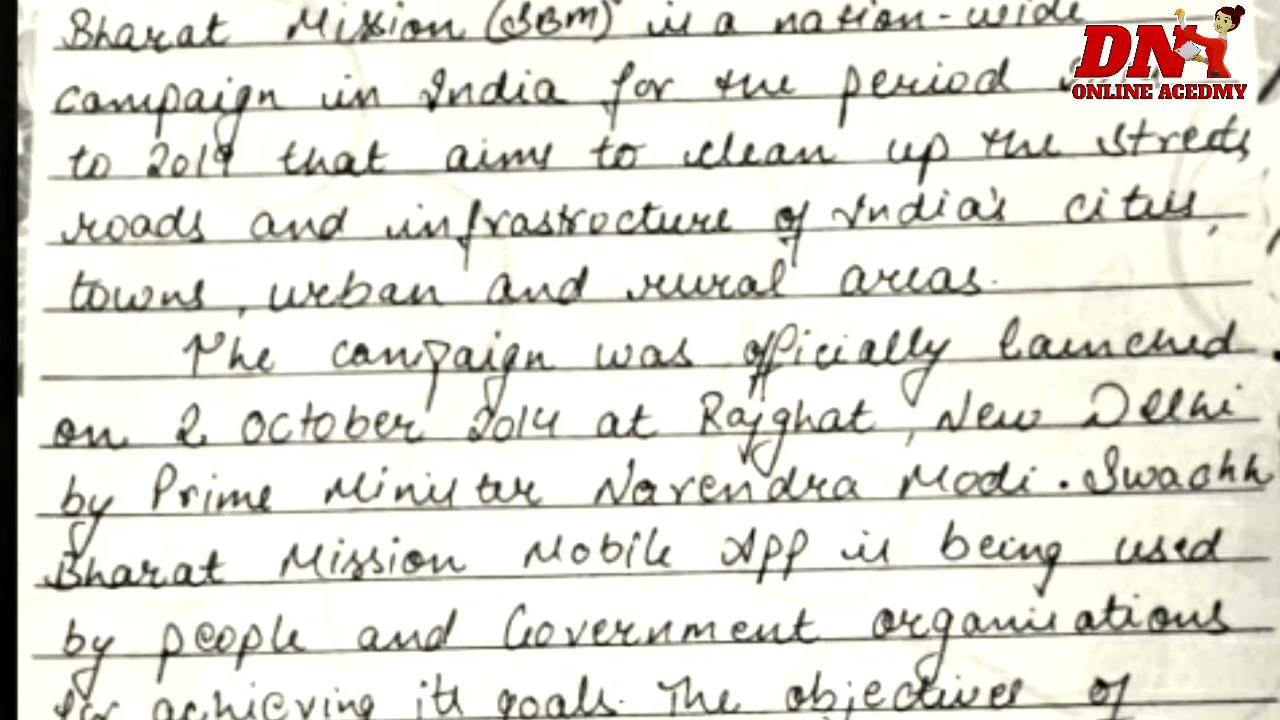 Bharat Mission (SBM) is a nation-wide
campaign in India for the period
to 2019 that aims to clean up the streets,
roads and infrastrocture of India's cities,
towns, urban and rural areas.
The campaign was officially launched
on 2 October 2014 at Rajghat, New Delhi
by Prime Minister Narendra Modi. Swachh
Bharat Mission Mobile App is being used
by people and Government organisations
for achieving its goals. The objectives of
DNA
ONLINE ACEDMY